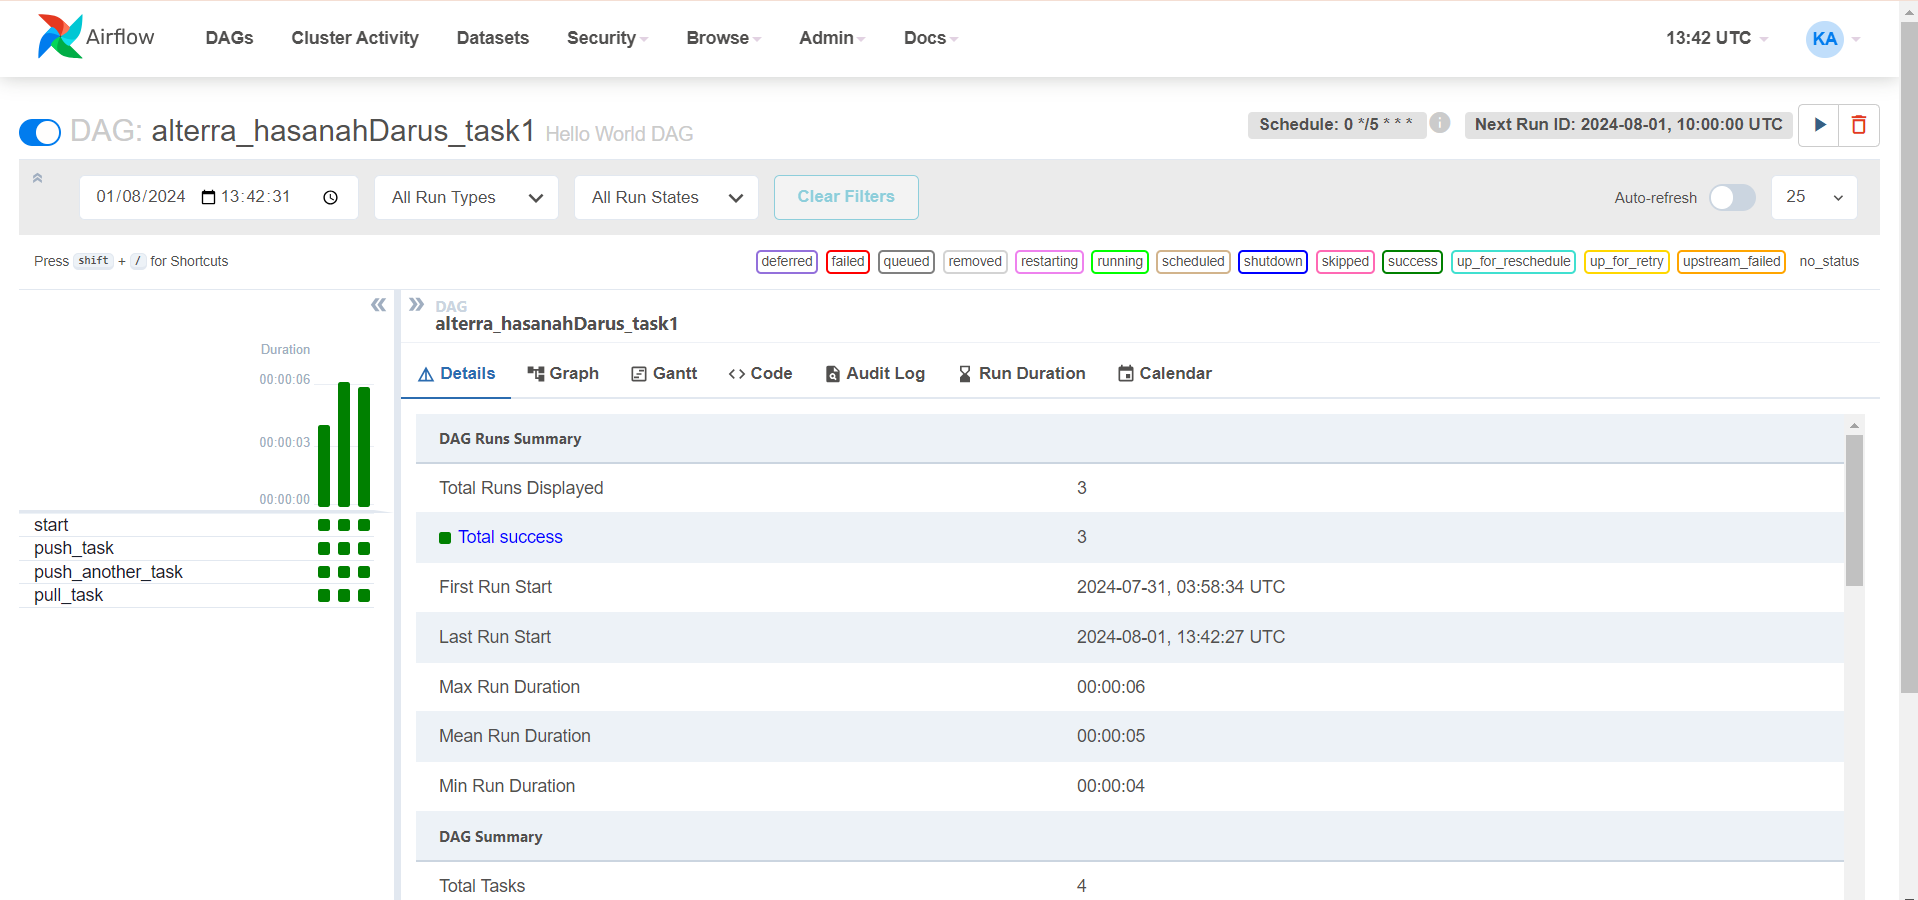 Airflow DAGs Cluster Activity Datasets Security Browse Admin Docs 13:42 UTC KA
DAG: alterra_hasanahDarus_task1 Hello World DAG Schedule: 0 */5 * * * i Next Run ID: 2024-08-01, 10:00:00 UTC
01/08/2024 13:42:31 All Run Types All Run States Clear Filters Auto-refresh 25
Press shift + / for Shortcuts deferred failed queued removed restarting running scheduled shutdown skipped success up_for_reschedule up_for_retry upstream_failed no_status
Duration
00:00:06
00:00:03
00:00:00
start
push_task
push_another_task
pull_task
DAG
alterra_hasanahDarus_task1
Details Graph Gantt Code Audit Log Run Duration Calendar
DAG Runs Summary
Total Runs Displayed 3
Total success 3
First Run Start 2024-07-31, 03:58:34 UTC
Last Run Start 2024-08-01, 13:42:27 UTC
Max Run Duration 00:00:06
Mean Run Duration 00:00:05
Min Run Duration 00:00:04
DAG Summary
Total Tasks 4